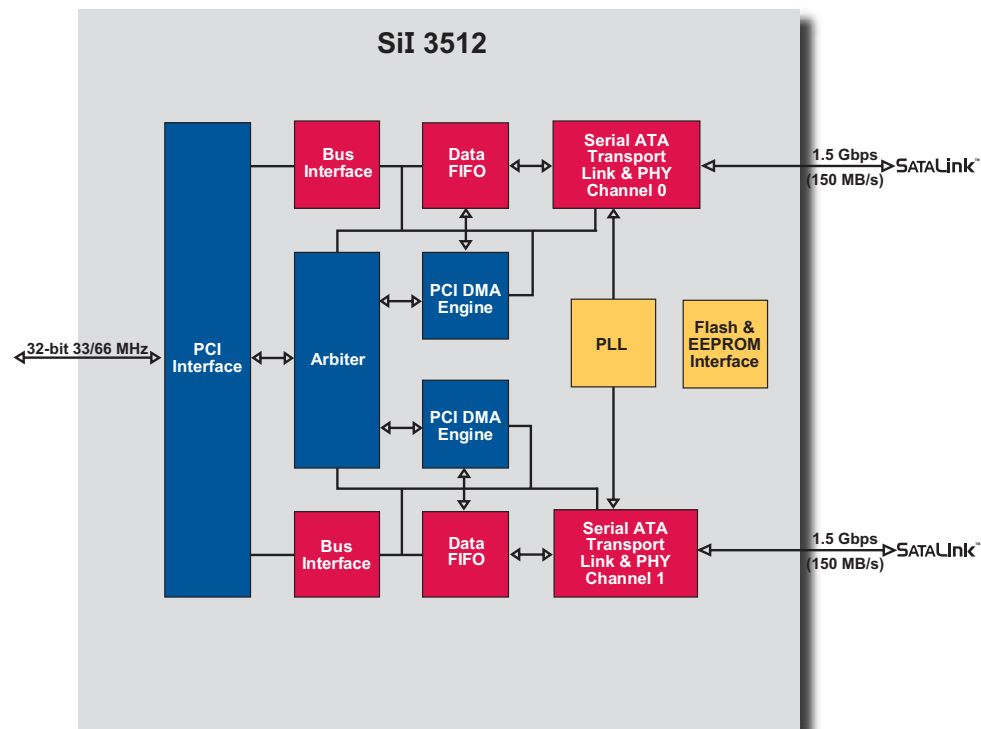 SiI 3512
Bus
Interface
Data
FIFO
Serial ATA
Transport
Link & PHY
Channel 0
1.5 Gbps
(150 MB/s)
SATALink™
32-bit 33/66 MHz
PCI
Interface
Arbiter
PCI DMA
Engine
PLL
Flash &
EEPROM
Interface
PCI DMA
Engine
Bus
Interface
Data
FIFO
Serial ATA
Transport
Link & PHY
Channel 1
1.5 Gbps
(150 MB/s)
SATALink™